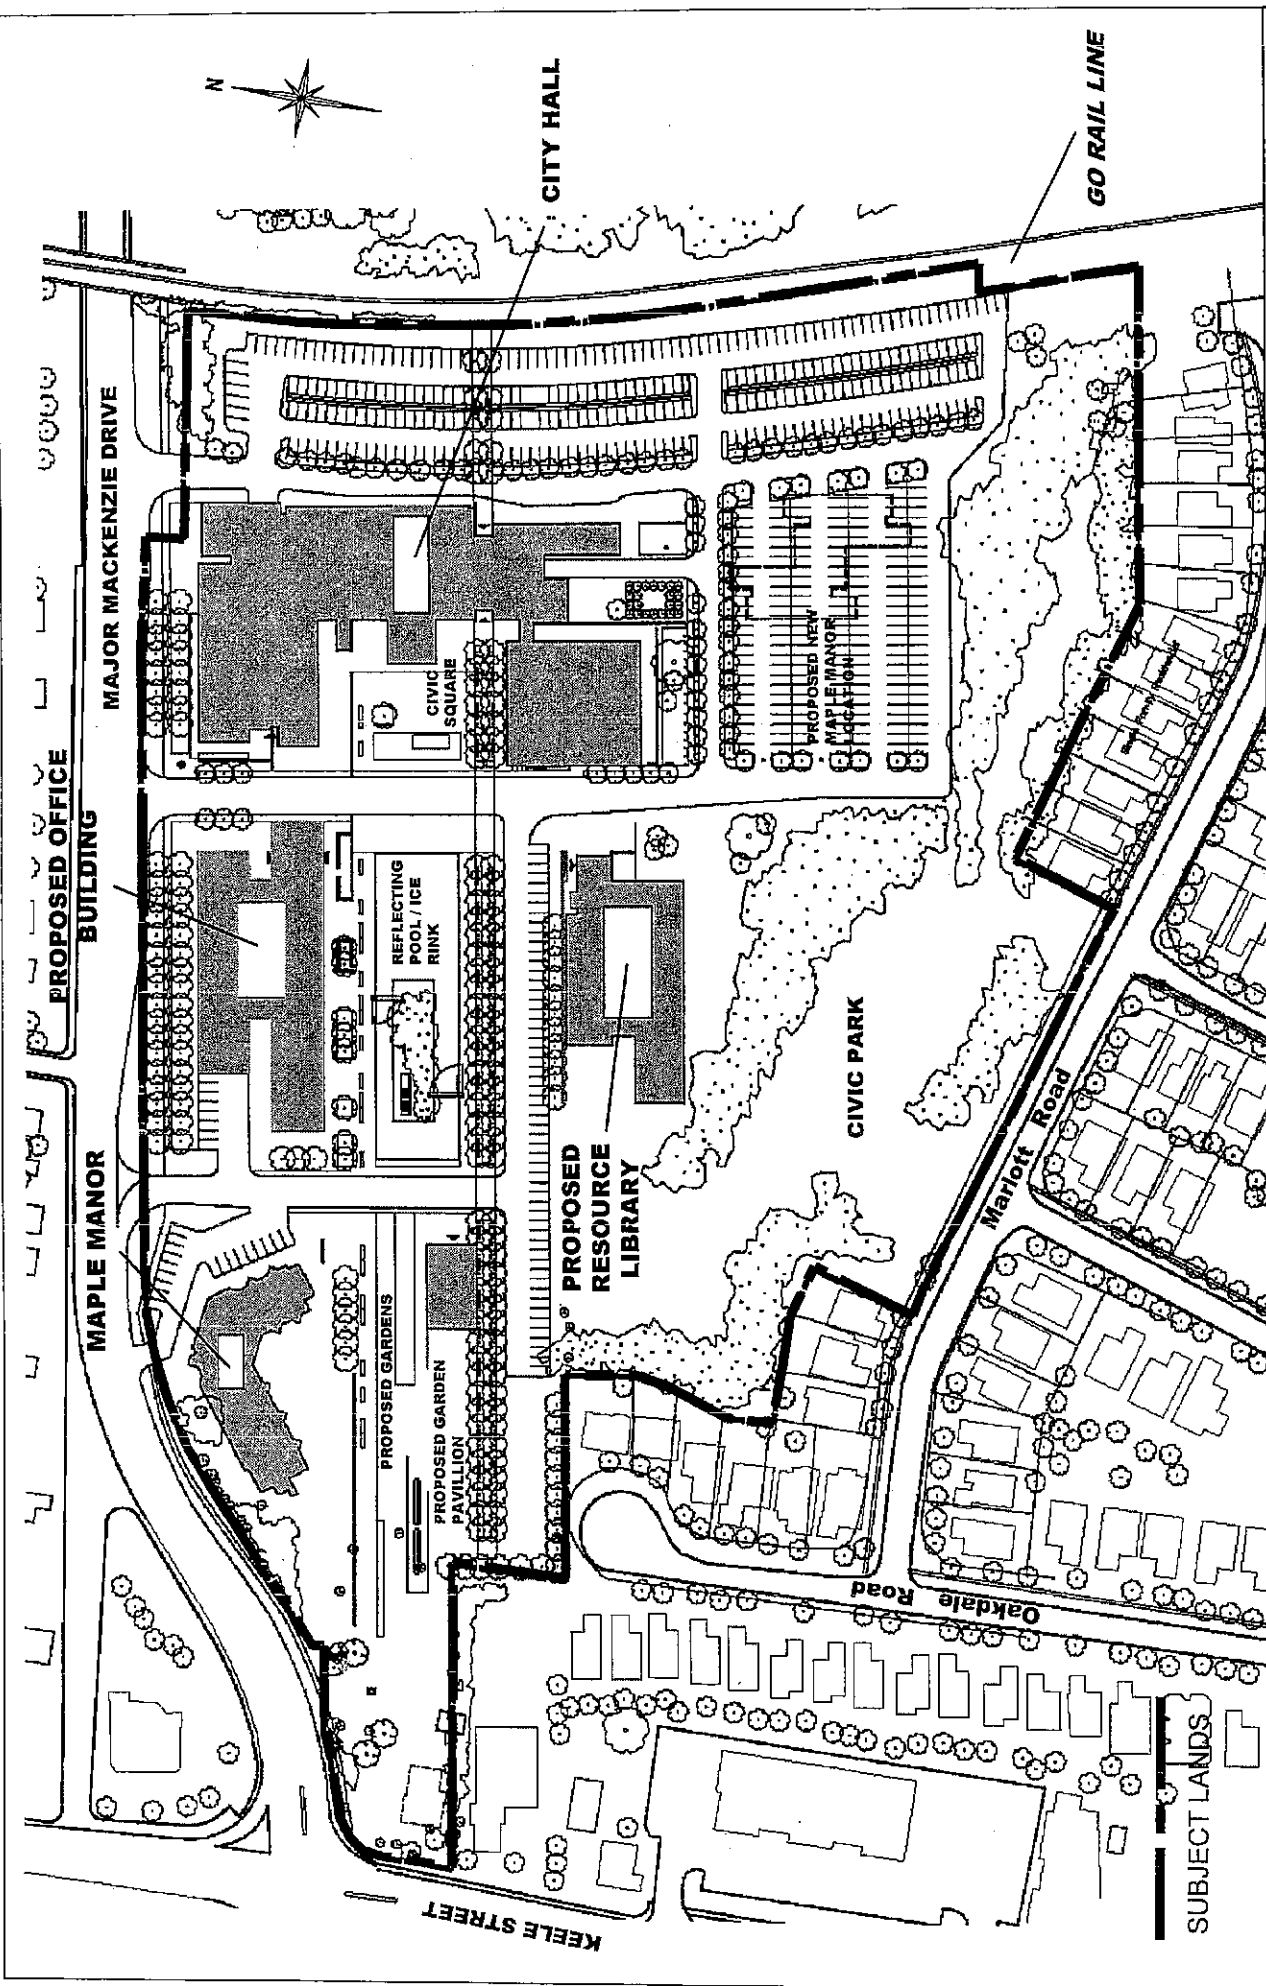 N
CITY HALL
GO RAIL LINE
MAJOR MACKENZIE DRIVE
PROPOSED OFFICE
BUILDING
MAPLE MANOR
CIVIC
SQUARE
PROPOSED NEW
MAPLE MANOR
LOCATION
REFLECTING
POOL / ICE
RINK
PROPOSED
RESOURCE
LIBRARY
CIVIC PARK
PROPOSED GARDENS
PROPOSED GARDEN
PAVILLION
Marlott Road
Oakdale Road
KEELE STREET
SUBJECT LANDS